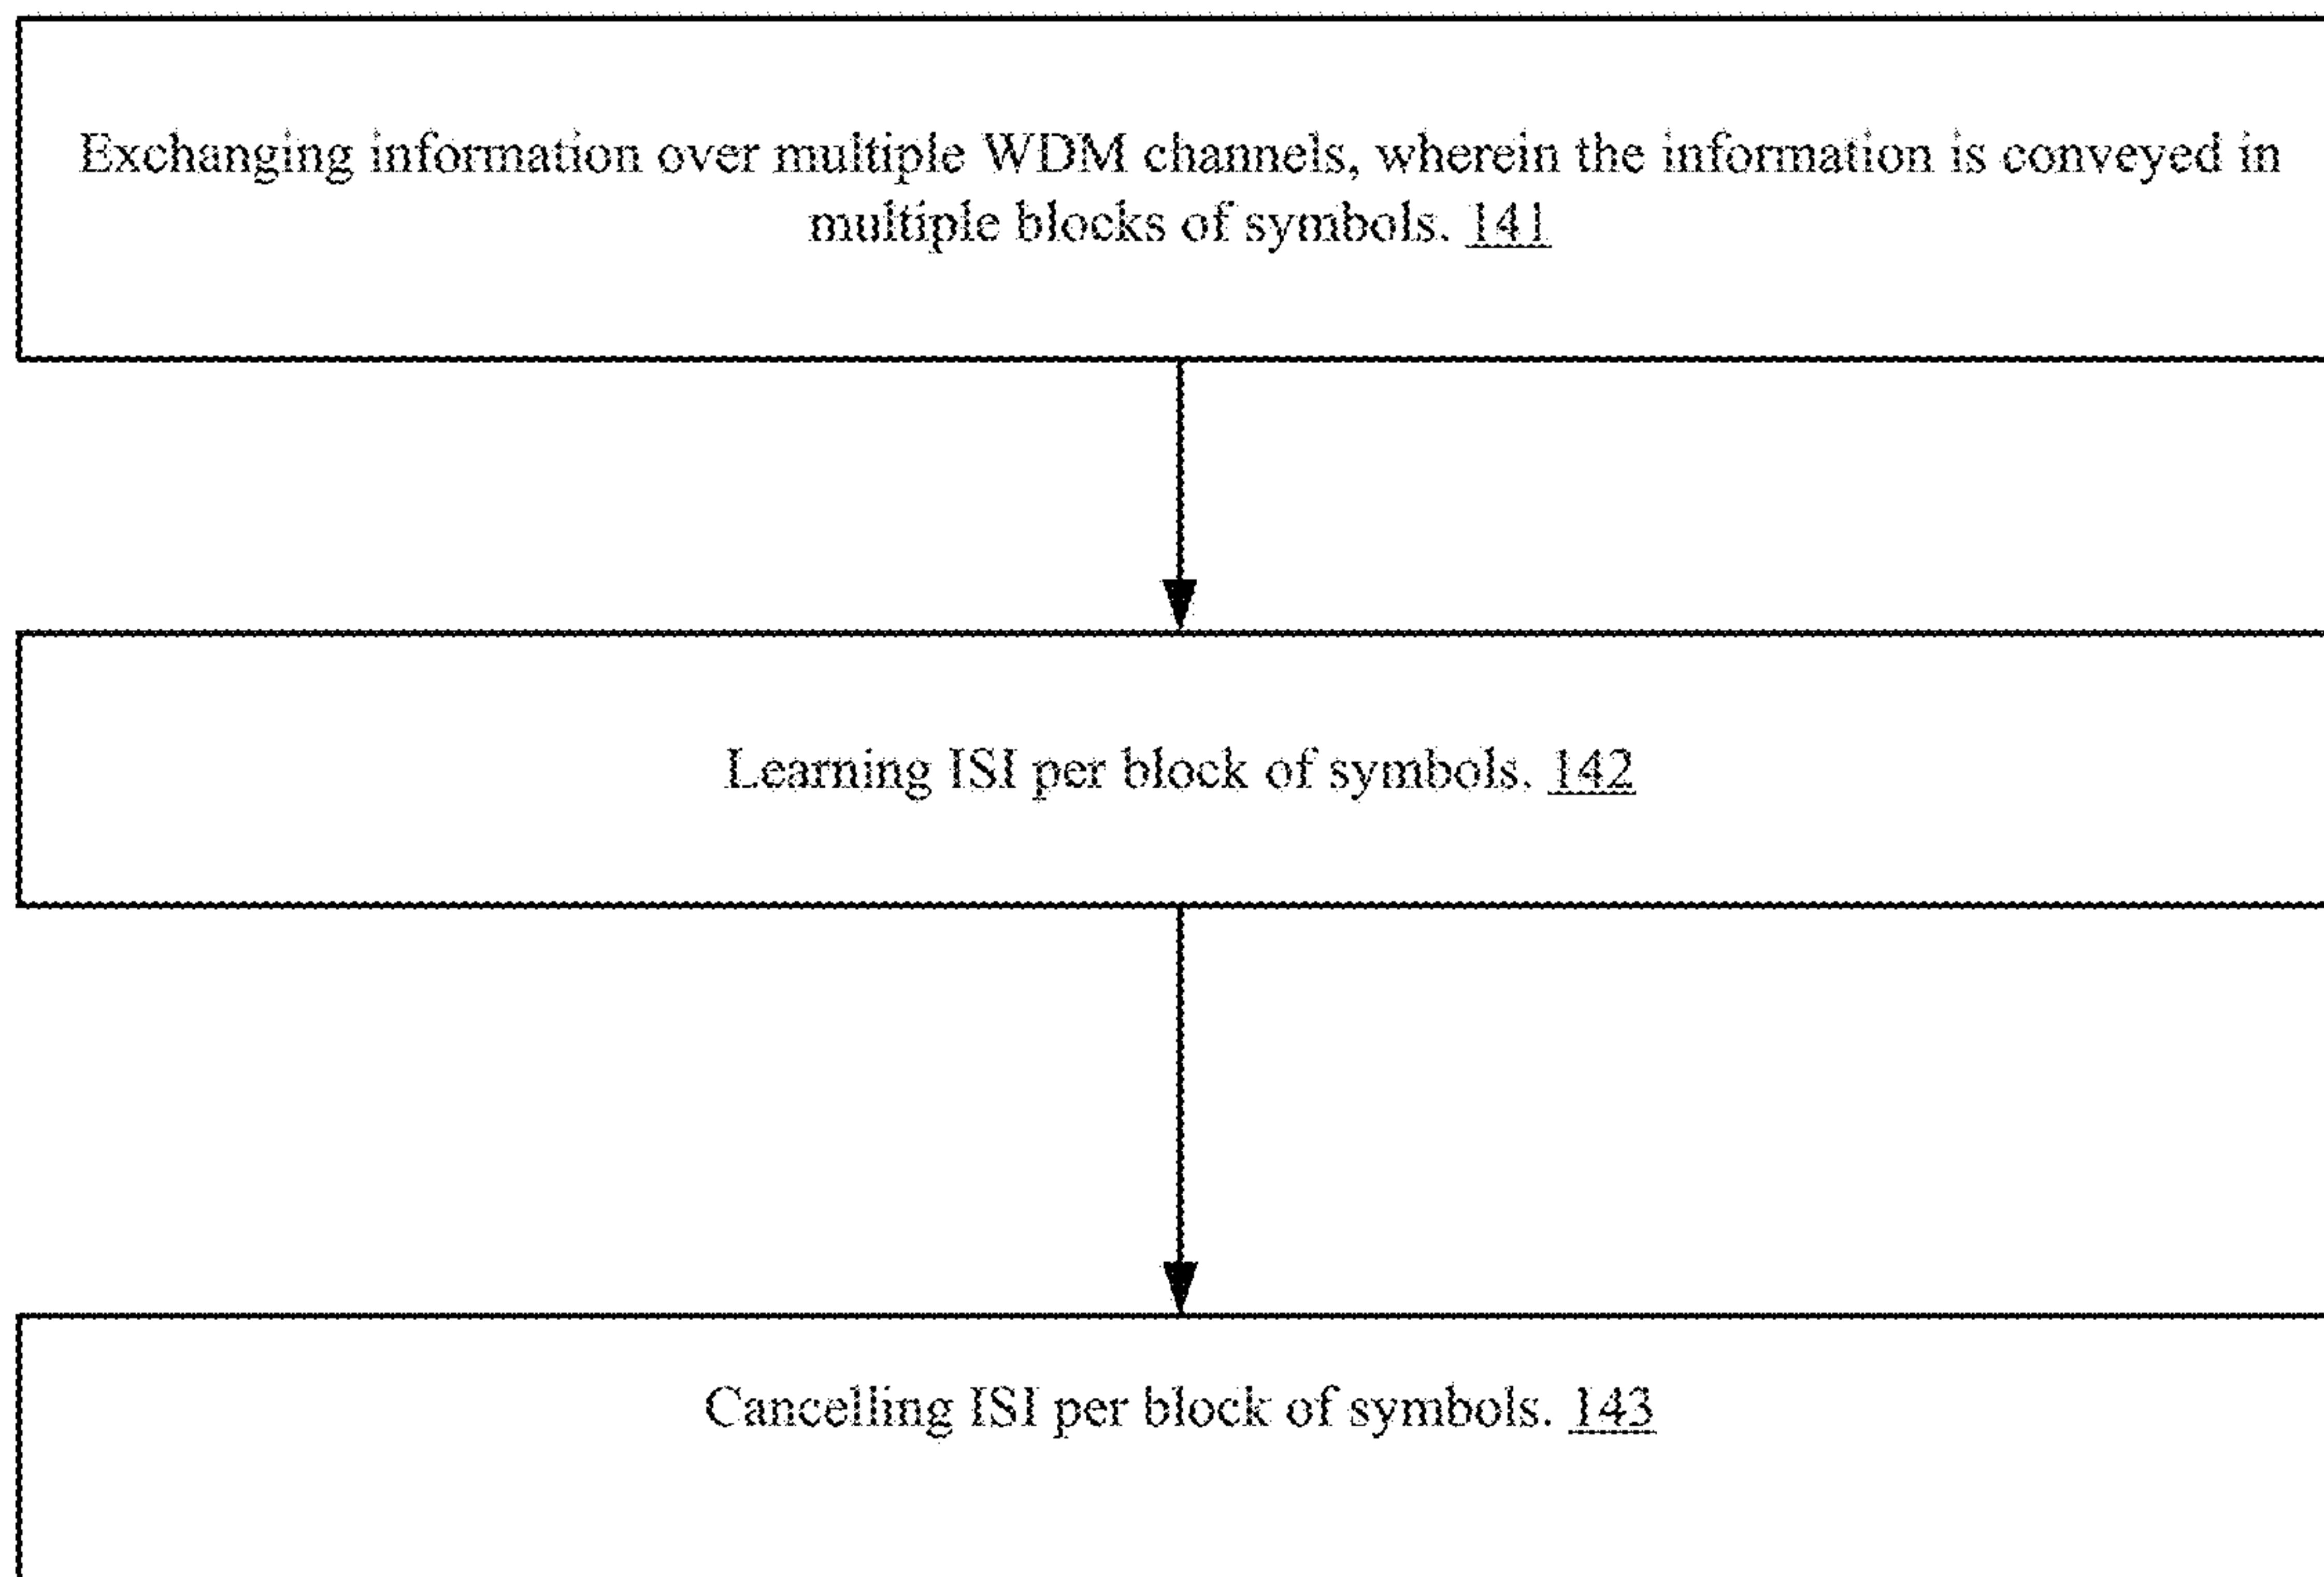 Exchanging information over multiple WDM channels, wherein the information is conveyed in
multiple blocks of symbols. 141
Learning ISI per block of symbols. 142
Cancelling ISI per block of symbols. 143